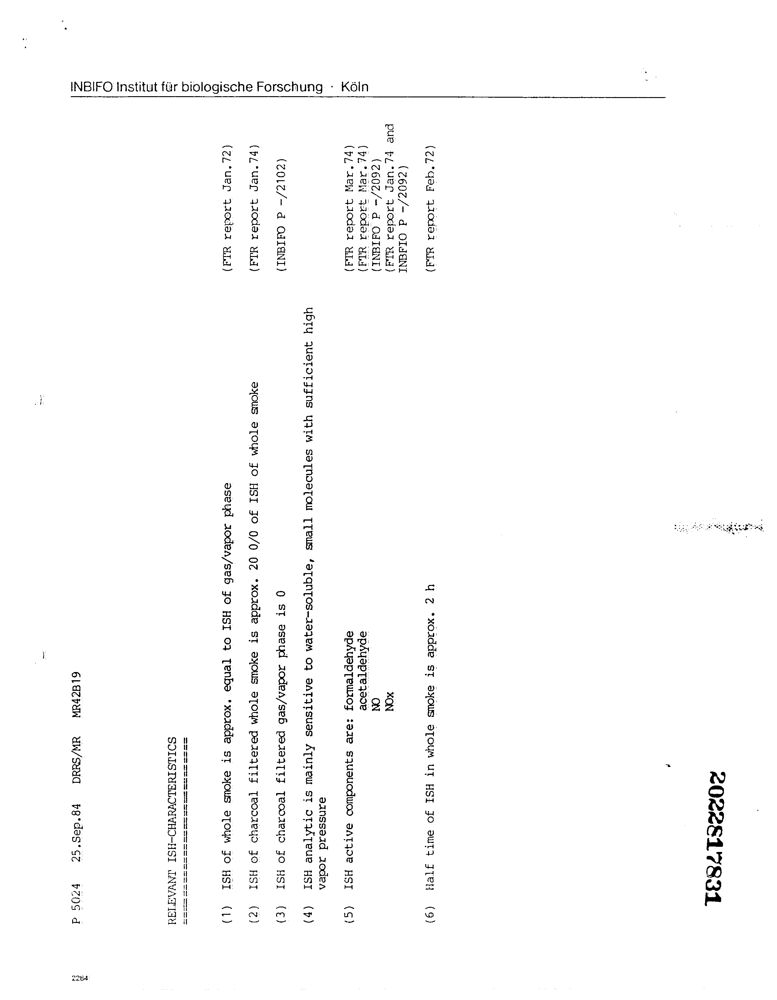 INBIFO Institut für biologische Forschung · Köln
P 5024 25.Sep.84 DRRS/MR MR42B19
RELEVANT ISH-CHARACTERISTICS
============================
(1) ISH of whole smoke is approx. equal to ISH of gas/vapor phase (FTR report Jan.72)
(2) ISH of charcoal filtered whole smoke is approx. 20 0/0 of ISH of whole smoke (FTR report Jan.74)
(3) ISH of charcoal filtered gas/vapor phase is 0 (INBIFO P -/2102)
(4) ISH analytic is mainly sensitive to water-soluble, small molecules with sufficient high
vapor pressure
(5) ISH active components are: formaldehyde (FTR report Mar.74)
acetaldehyde (FTR report Mar.74)
NO (INBIFO P -/2092)
NOx (FTR report Jan.74 and
INBFIO P -/2092)
(6) Half time of ISH in whole smoke is approx. 2 h (FTR report Feb.72)
2022817831
2264